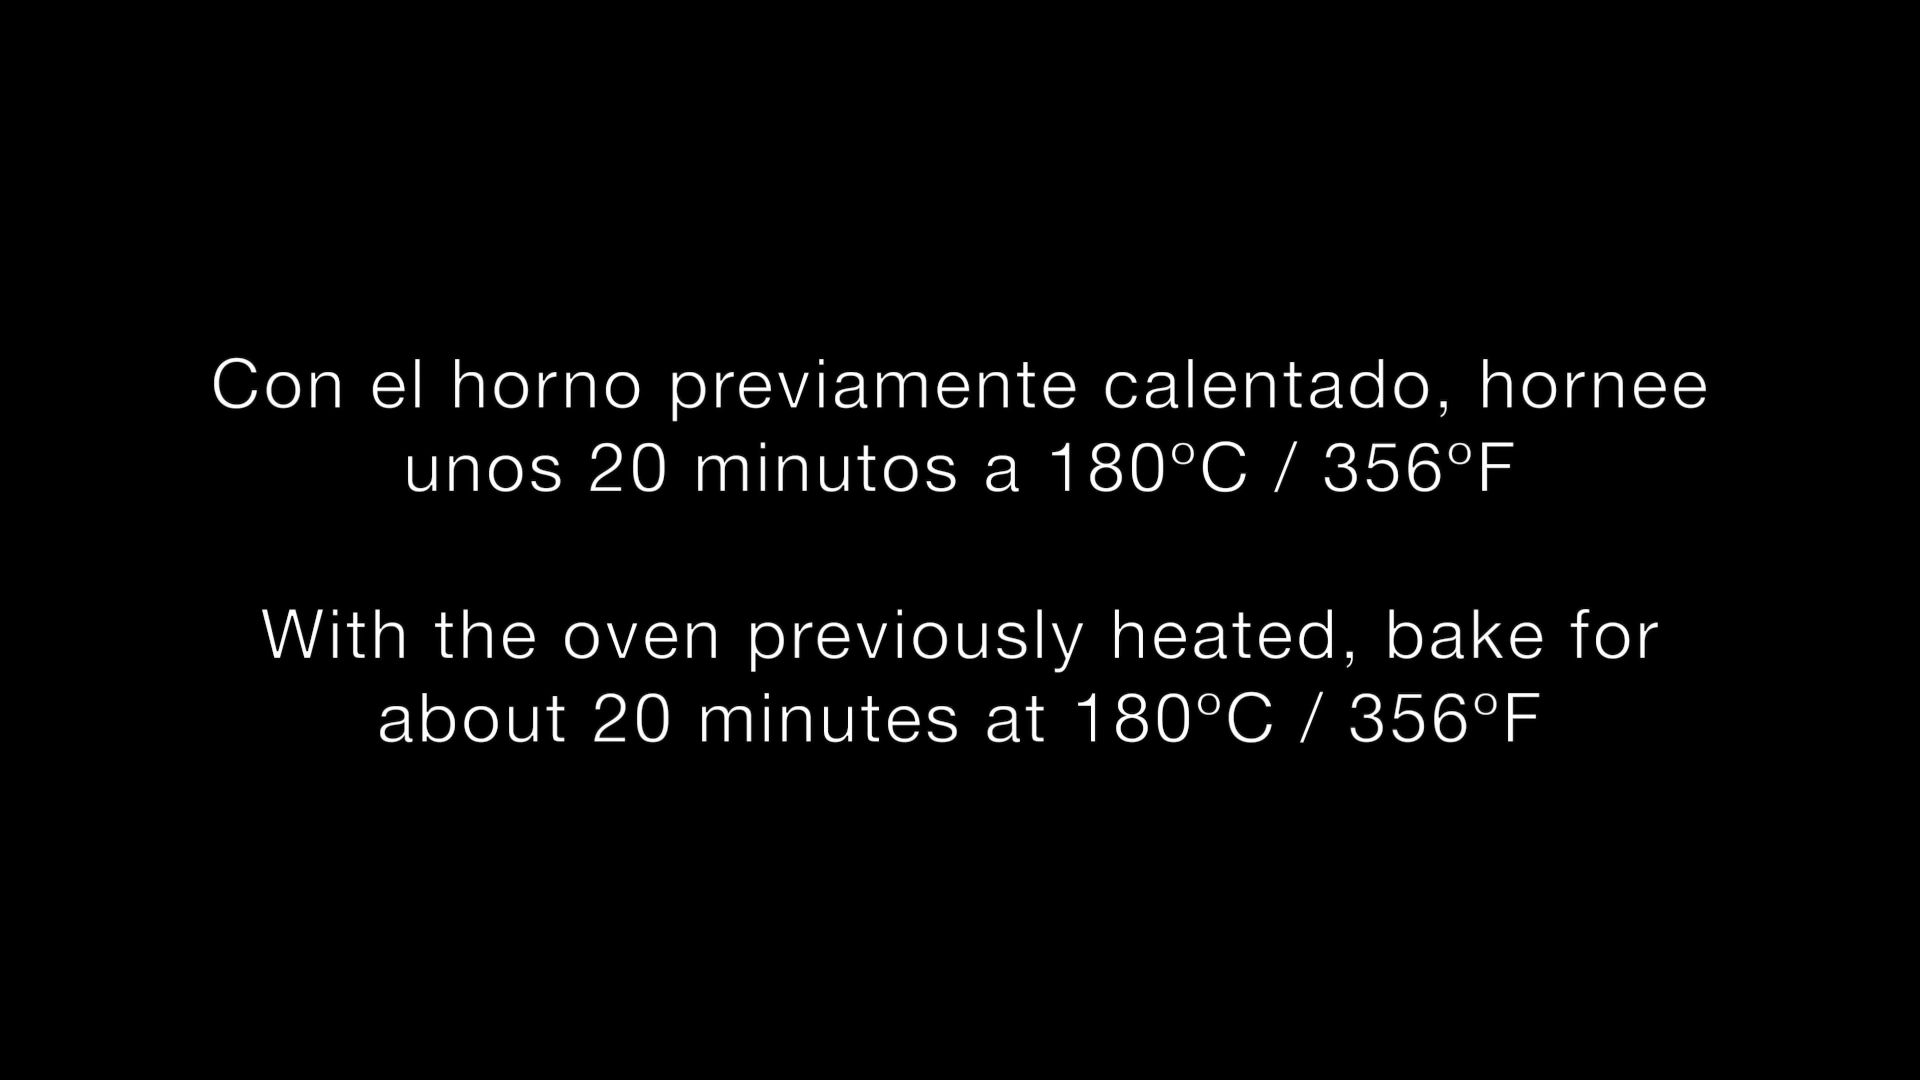 Con el horno previamente calentado, hornee
unos 20 minutos a 180ºC / 356ºF
With the oven previously heated, bake for
about 20 minutes at 180ºC / 356ºF